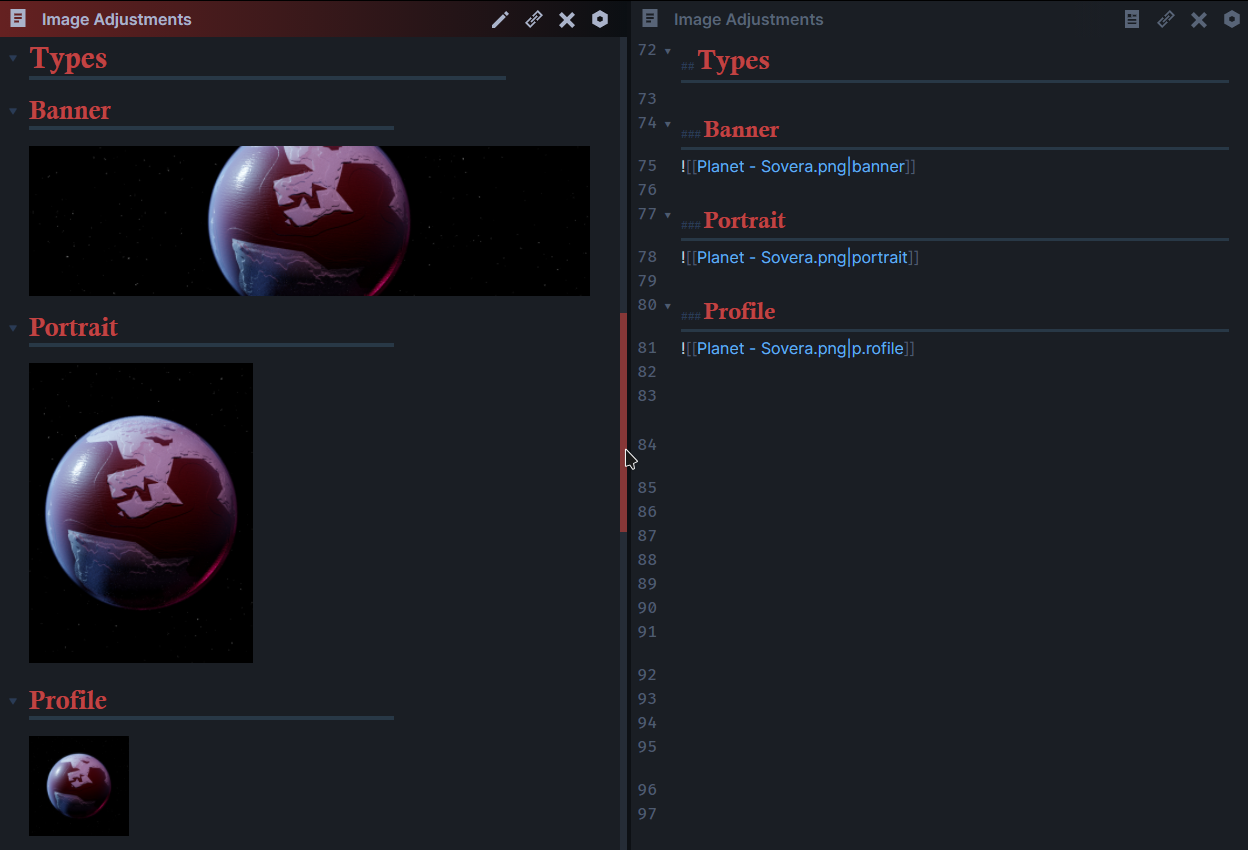 Image Adjustments
Types
Banner
Portrait
Profile
Image Adjustments
72 ## Types
73
74 ### Banner
75 ![[Planet - Sovera.png|banner]]
76
77 ### Portrait
78 ![[Planet - Sovera.png|portrait]]
79
80 ### Profile
81 ![[Planet - Sovera.png|p.rofile]]
82
83
84
85
86
87
88
89
90
91
92
93
94
95
96
97